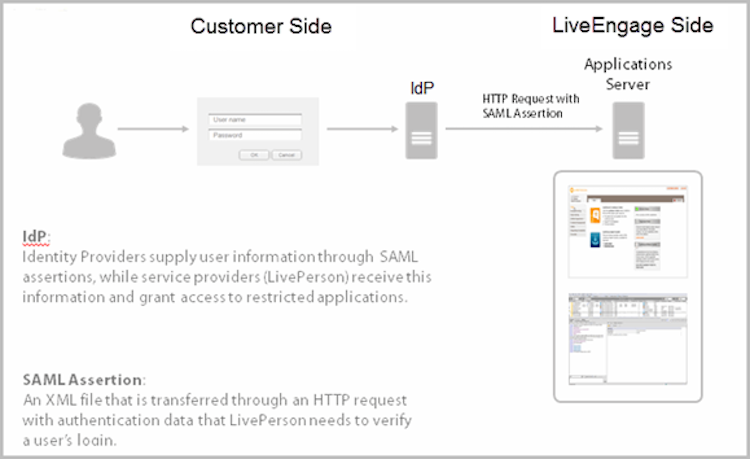 Customer Side
LiveEngage Side
Applications
Server
IdP
HTTP Request with
SAML Assertion
User name
Password
OK
Cancel
IdP:
Identity Providers supply user information through SAML
assertions, while service providers (LivePerson) receive this
information and grant access to restricted applications.
SAML Assertion:
An XML file that is transferred through an HTTP request
with authentication data that LivePerson needs to verify
a user's login.